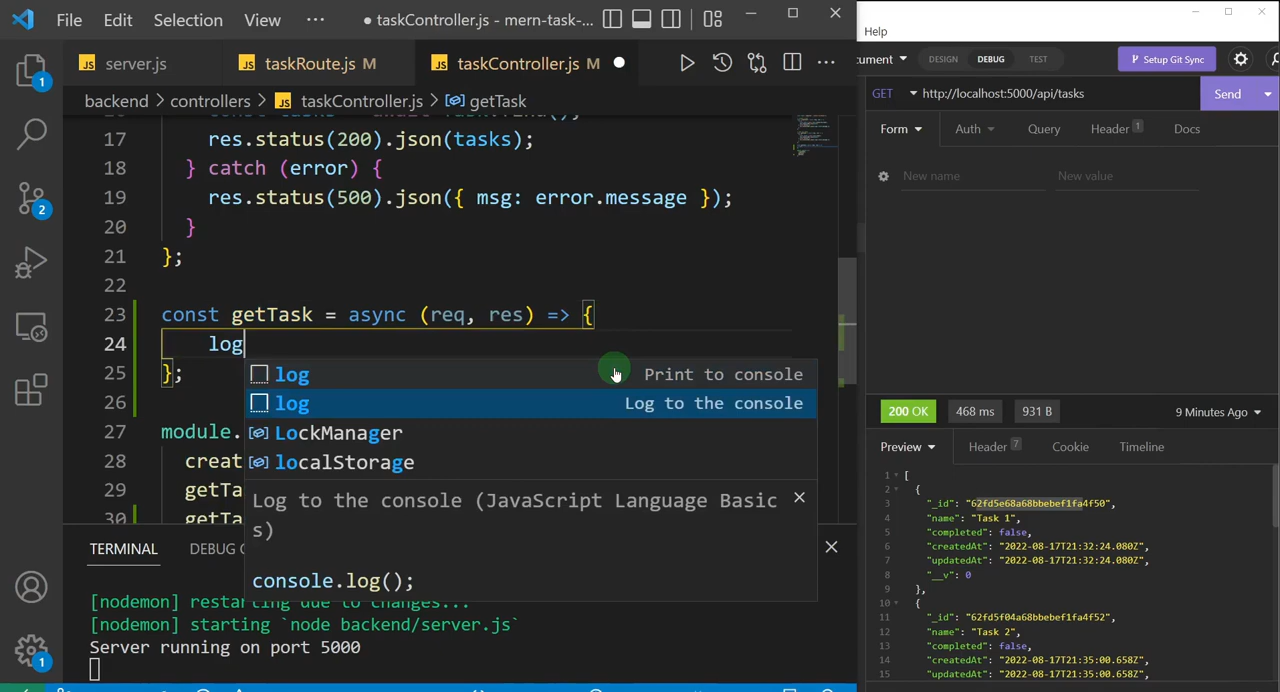 File Edit Selection View ··· ● taskController.js - mern-task-...
JS server.js JS taskRoute.js M JS taskController.js M ●
backend > controllers > JS taskController.js > getTask
17 res.status(200).json(tasks);
18 } catch (error) {
19 res.status(500).json({ msg: error.message });
20 }
21 };
22
23 const getTask = async (req, res) => {
24 log
25 };
26
27 module.
28 creat
29 getTa
30 getTa
log Print to console
log Log to the console
LockManager
localStorage
Log to the console (JavaScript Language Basic
s)
console.log();
TERMINAL DEBUG C
[nodemon] restarting due to changes...
[nodemon] starting `node backend/server.js`
Server running on port 5000
1
2
1
Help
ument DESIGN DEBUG TEST Setup Git Sync
GET http://localhost:5000/api/tasks Send
Form Auth Query Header 1 Docs
New name New value
200 OK 468 ms 931 B 9 Minutes Ago
Preview Header 7 Cookie Timeline
1 [
2 {
3 "_id": "62fd5e68a68bbebef1fa4f50",
4 "name": "Task 1",
5 "completed": false,
6 "createdAt": "2022-08-17T21:32:24.080Z",
7 "updatedAt": "2022-08-17T21:32:24.080Z",
8 "__v": 0
9 },
10 {
11 "_id": "62fd5f04a68bbebef1fa4f52",
12 "name": "Task 2",
13 "completed": false,
14 "createdAt": "2022-08-17T21:35:00.658Z",
15 "updatedAt": "2022-08-17T21:35:00.658Z",